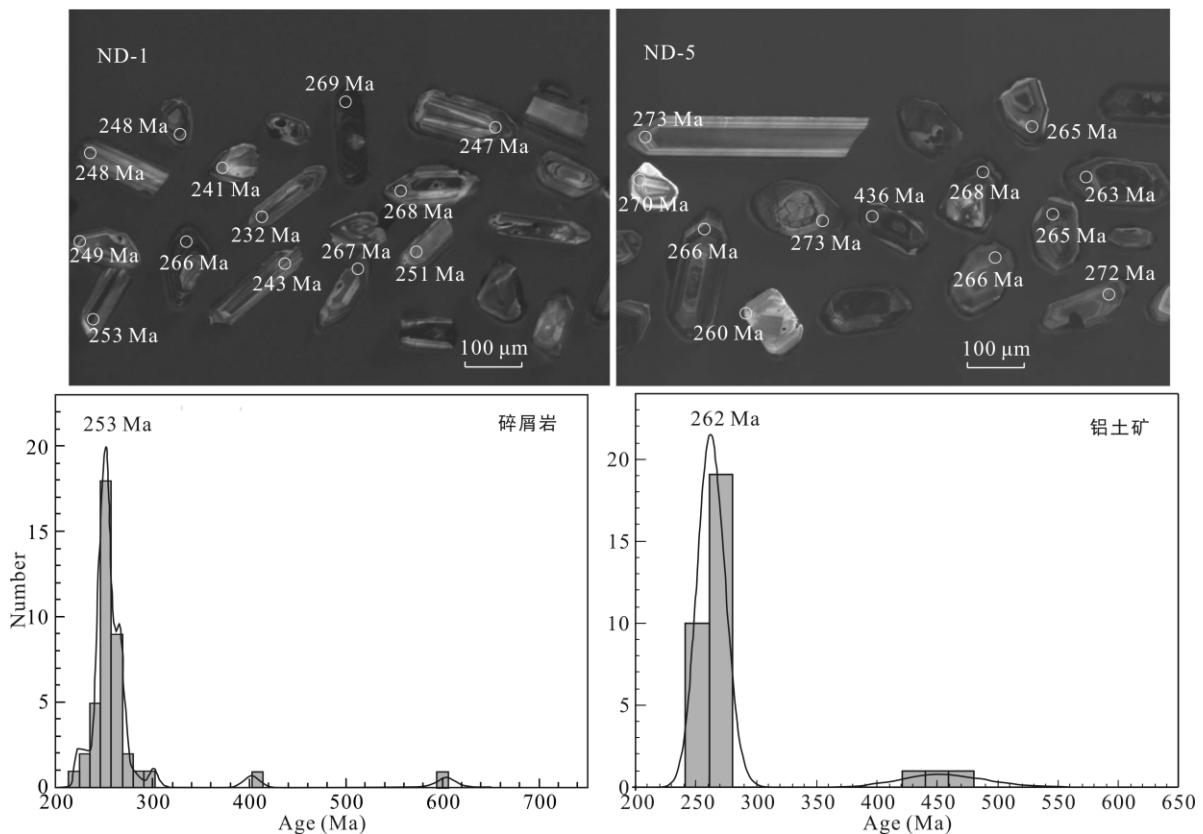 ND-1
269 Ma
248 Ma
247 Ma
248 Ma
241 Ma
268 Ma
232 Ma
267 Ma
249 Ma
266 Ma
251 Ma
243 Ma
253 Ma
100 μm
ND-5
273 Ma
265 Ma
270 Ma
436 Ma
268 Ma
263 Ma
266 Ma
273 Ma
265 Ma
266 Ma
272 Ma
260 Ma
100 μm
253 Ma
碎屑岩
20
15
10
5
0
Number
200 300 400 500 600 700
Age (Ma)
262 Ma
铝土矿
20
15
10
5
0
200 250 300 350 400 450 500 550 600 650
Age (Ma)